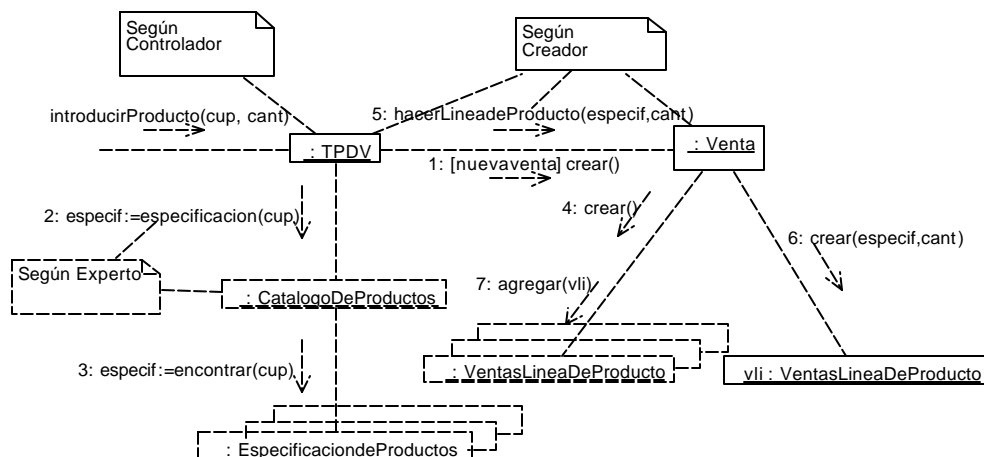 Según
Controlador
Según
Creador
introducirProducto(cup, cant)
5: hacerLineadeProducto(especif,cant)
: TPDV
: Venta
1: [nuevaventa] crear()
2: especif:=especificacion(cup)
4: crear()
6: crear(especif,cant)
Según Experto
: CatalogoDeProductos
7: agregar(vli)
3: especif:=encontrar(cup)
: VentasLineaDeProducto
vli : VentasLineaDeProducto
: EspecificaciondeProductos